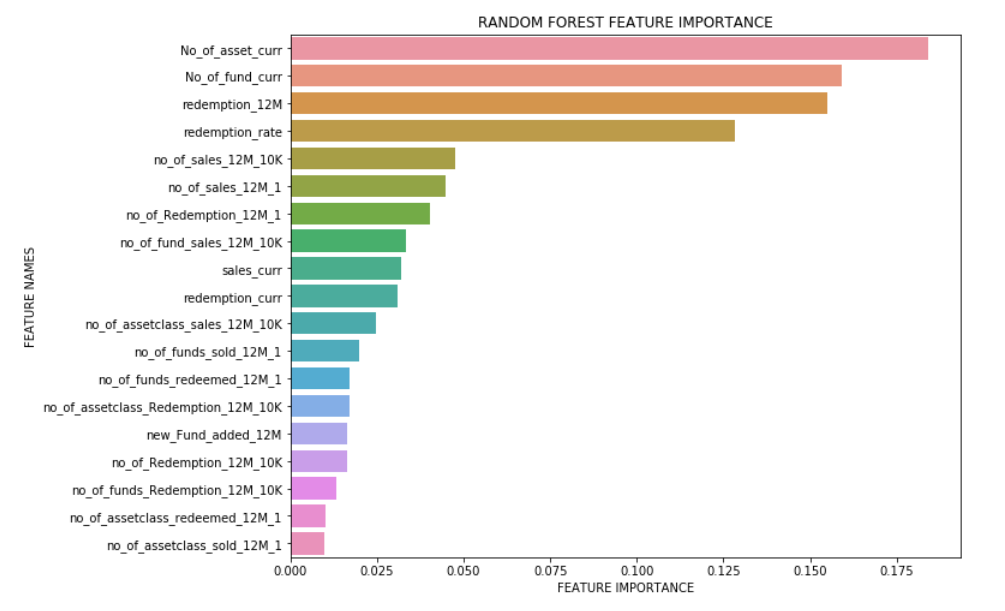 RANDOM FOREST FEATURE IMPORTANCE
FEATURE NAMES
No_of_asset_curr
No_of_fund_curr
redemption_12M
redemption_rate
no_of_sales_12M_10K
no_of_sales_12M_1
no_of_Redemption_12M_1
no_of_fund_sales_12M_10K
sales_curr
redemption_curr
no_of_assetclass_sales_12M_10K
no_of_funds_sold_12M_1
no_of_funds_redeemed_12M_1
no_of_assetclass_Redemption_12M_10K
new_Fund_added_12M
no_of_Redemption_12M_10K
no_of_funds_Redemption_12M_10K
no_of_assetclass_redeemed_12M_1
no_of_assetclass_sold_12M_1
0.000 0.025 0.050 0.075 0.100 0.125 0.150 0.175
FEATURE IMPORTANCE